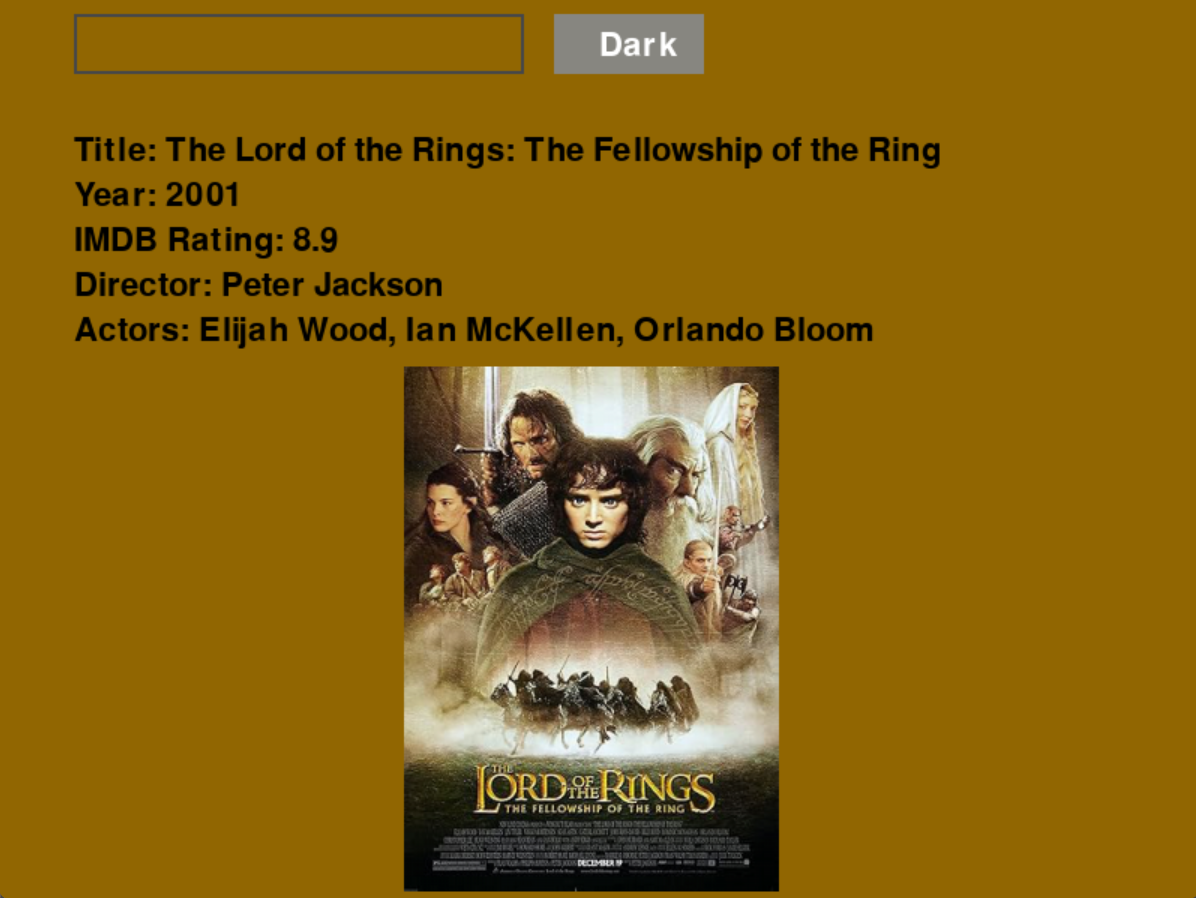 Dark
Title: The Lord of the Rings: The Fellowship of the Ring
Year: 2001
IMDB Rating: 8.9
Director: Peter Jackson
Actors: Elijah Wood, Ian McKellen, Orlando Bloom
THE LORD OF THE RINGS
THE FELLOWSHIP OF THE RING
DECEMBER 19